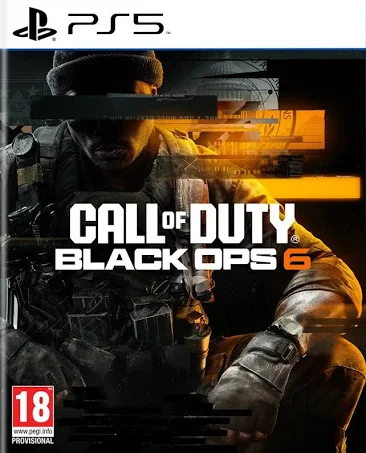 PS5
CALL OF DUTY®
BLACK OPS 6
18
www.pegi.info
PROVISIONAL